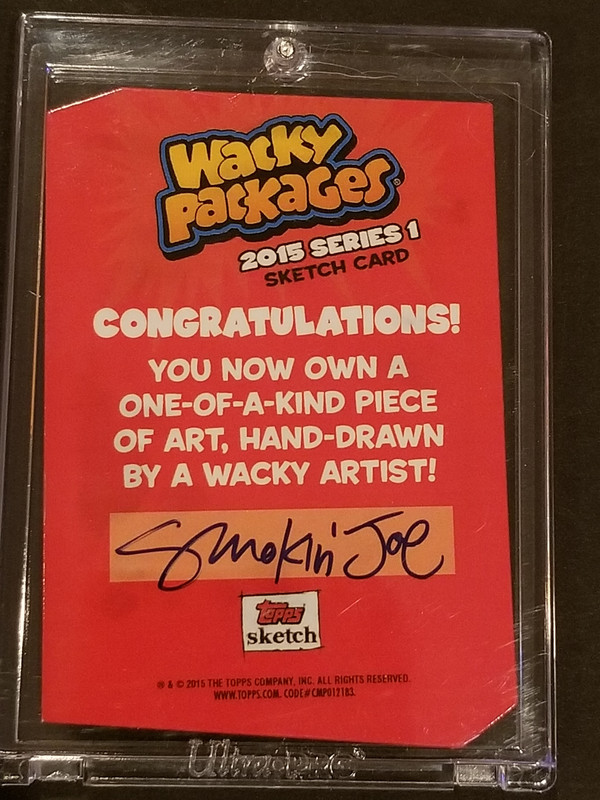 Wacky
Packages®
2015 SERIES 1
SKETCH CARD
CONGRATULATIONS!
YOU NOW OWN A
ONE-OF-A-KIND PIECE
OF ART, HAND-DRAWN
BY A WACKY ARTIST!
Smokin' Joe
Topps
sketch
® & © 2015 THE TOPPS COMPANY, INC. ALL RIGHTS RESERVED.
WWW.TOPPS.COM. CODE# CMP012183.
Ultra PRO